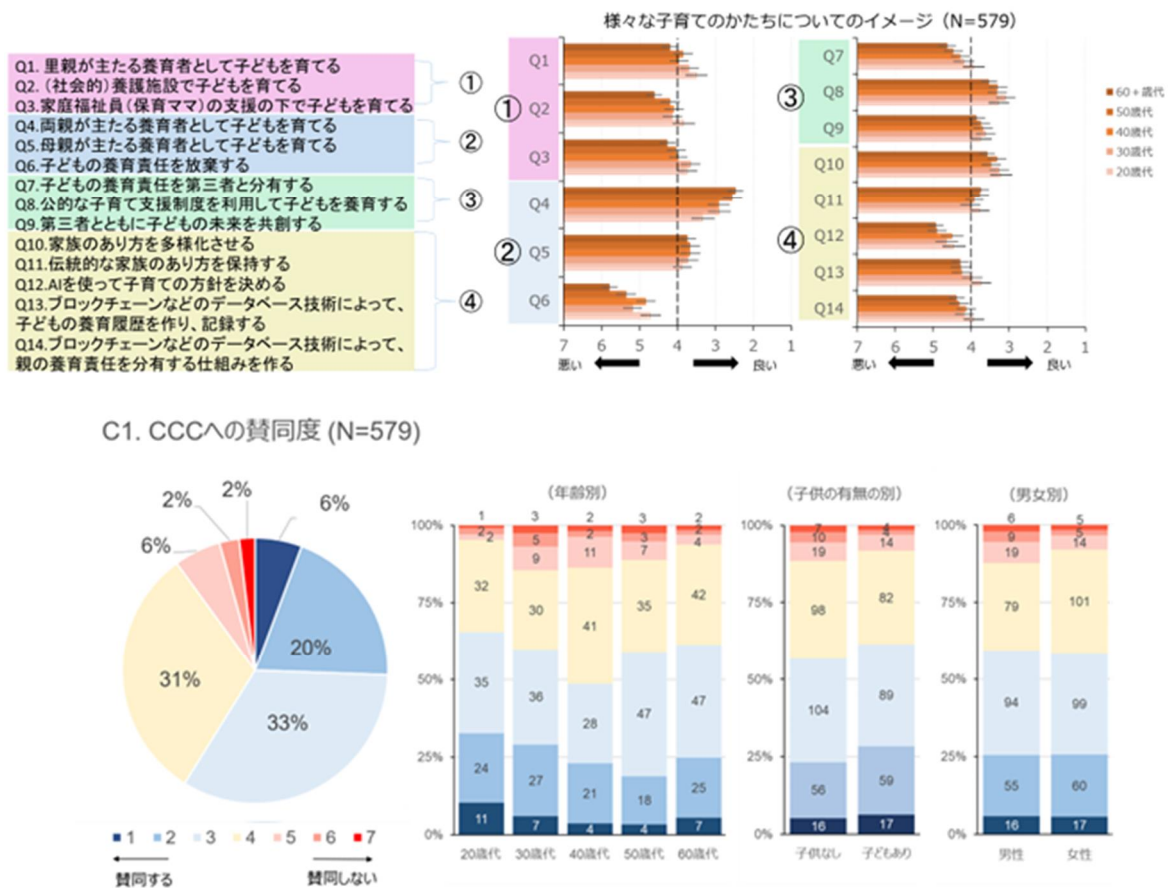 様々な子育てのかたちについてのイメージ（N=579）
Q1. 里親が主たる養育者として子どもを育てる
Q2.（社会的）養護施設で子どもを育てる
Q3.家庭福祉員（保育ママ）の支援の下で子どもを育てる
①
Q4.両親が主たる養育者として子どもを育てる
Q5.母親が主たる養育者として子どもを育てる
Q6.子どもの養育責任を放棄する
②
Q7.子どもの養育責任を第三者と分有する
Q8.公的な子育て支援制度を利用して子どもを養育する
Q9.第三者とともに子どもの未来を共創する
③
Q10.家族のあり方を多様化させる
Q11.伝統的な家族のあり方を保持する
Q12.AIを使って子育ての方針を決める
Q13.ブロックチェーンなどのデータベース技術によって、
子どもの養育履歴を作り、記録する
Q14.ブロックチェーンなどのデータベース技術によって、
親の養育責任を分有する仕組みを作る
④
①
Q1
Q2
Q3
②
Q4
Q5
Q6
7 6 5 4 3 2 1
悪い 良い
③
Q7
Q8
Q9
④
Q10
Q11
Q12
Q13
Q14
7 6 5 4 3 2 1
悪い 良い
60＋歳代
50歳代
40歳代
30歳代
20歳代
C1. CCCへの賛同度 (N=579)
6%
20%
33%
31%
6%
2%
2%
1 2 3 4 5 6 7
賛同する 賛同しない
（年齢別）
100%
75%
50%
25%
0%
1 3 2 3 2
2 5 2 3 2
2 9 11 7 4
32 30 41 35 42
35 36 28 47 47
24 27 21 18 25
11 7 4 4 7
20歳代 30歳代 40歳代 50歳代 60歳代
（子供の有無の別）
100%
75%
50%
25%
0%
7 4
10 4
19 14
98 82
104 89
56 59
16 17
子供なし 子どもあり
（男女別）
100%
75%
50%
25%
0%
6 5
9 5
19 14
79 101
94 99
55 60
16 17
男性 女性